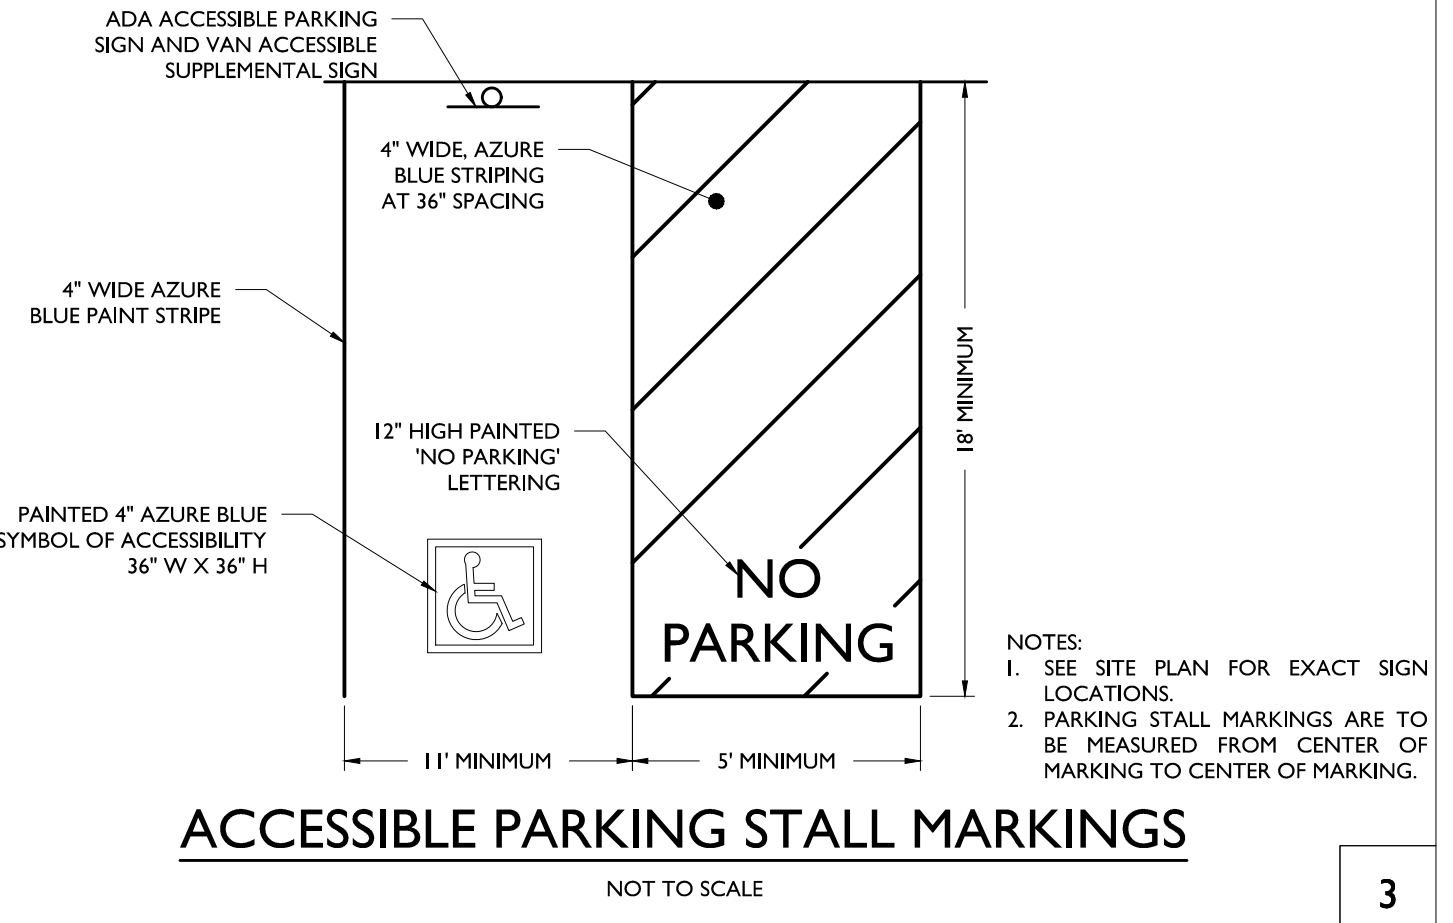 ADA ACCESSIBLE PARKING
SIGN AND VAN ACCESSIBLE
SUPPLEMENTAL SIGN
4" WIDE, AZURE
BLUE STRIPING
AT 36" SPACING
4" WIDE AZURE
BLUE PAINT STRIPE
18' MINIMUM
12" HIGH PAINTED
'NO PARKING'
LETTERING
PAINTED 4" AZURE BLUE
SYMBOL OF ACCESSIBILITY
36" W X 36" H
NO
PARKING
NOTES:
1. SEE SITE PLAN FOR EXACT SIGN
LOCATIONS.
2. PARKING STALL MARKINGS ARE TO
BE MEASURED FROM CENTER OF
MARKING TO CENTER OF MARKING.
11' MINIMUM
5' MINIMUM
ACCESSIBLE PARKING STALL MARKINGS
NOT TO SCALE
3